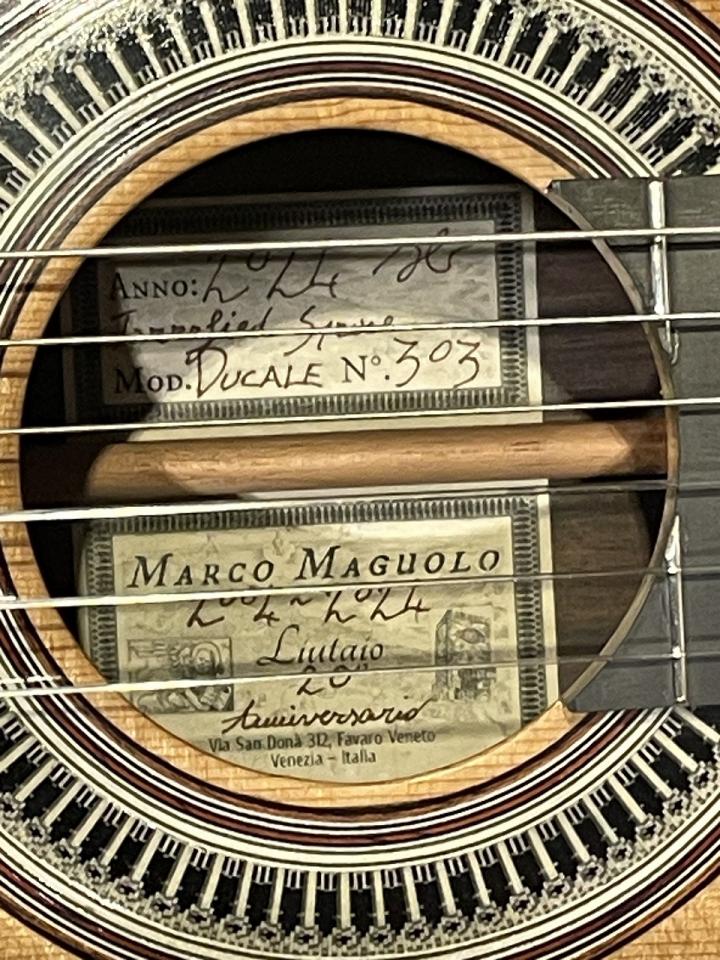 ANNO: 2024
Torrefied Spruce
MOD. DUCALE N°. 303
MARCO MAGUOLO
2004 ~ 2024
Liutaio
20°
Anniversario
Via San Donà 312, Favaro Veneto
Venezia – Italia